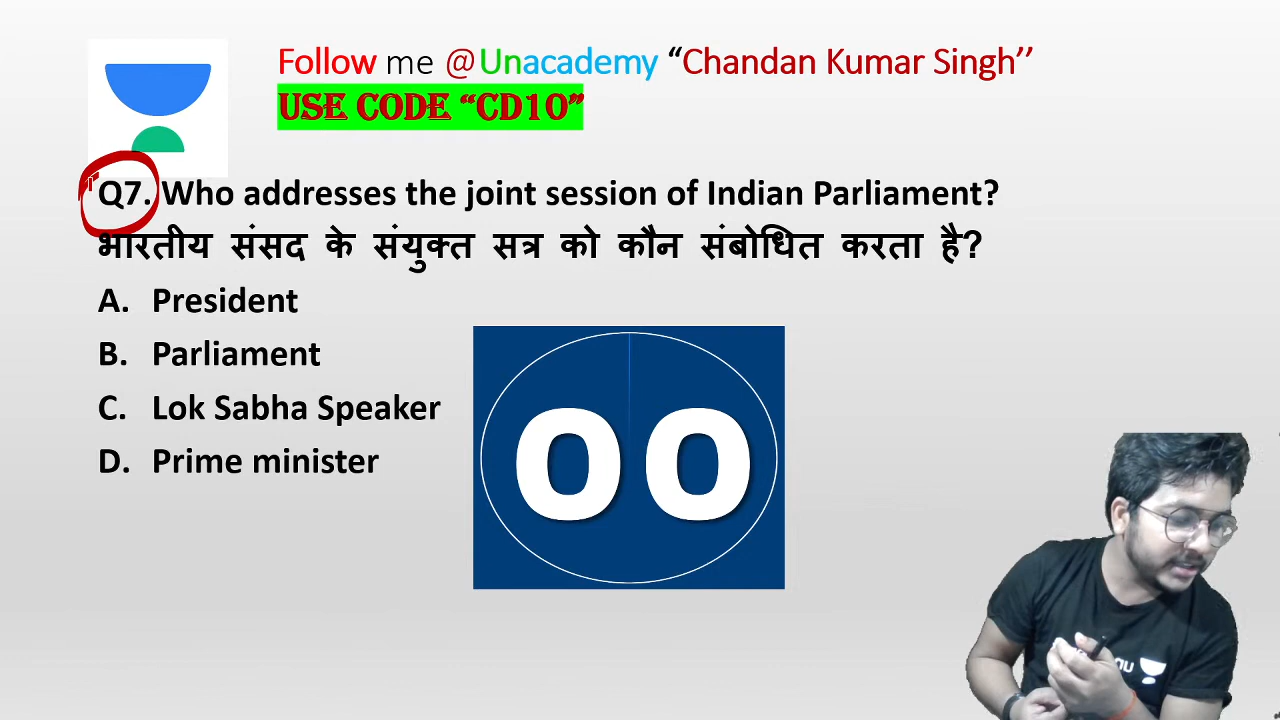 Follow me @Unacademy “Chandan Kumar Singh’’
USE CODE “CD10”
Q7. Who addresses the joint session of Indian Parliament?
भारतीय संसद के संयुक्त सत्र को कौन संबोधित करता है?
A. President
B. Parliament
C. Lok Sabha Speaker
D. Prime minister
00